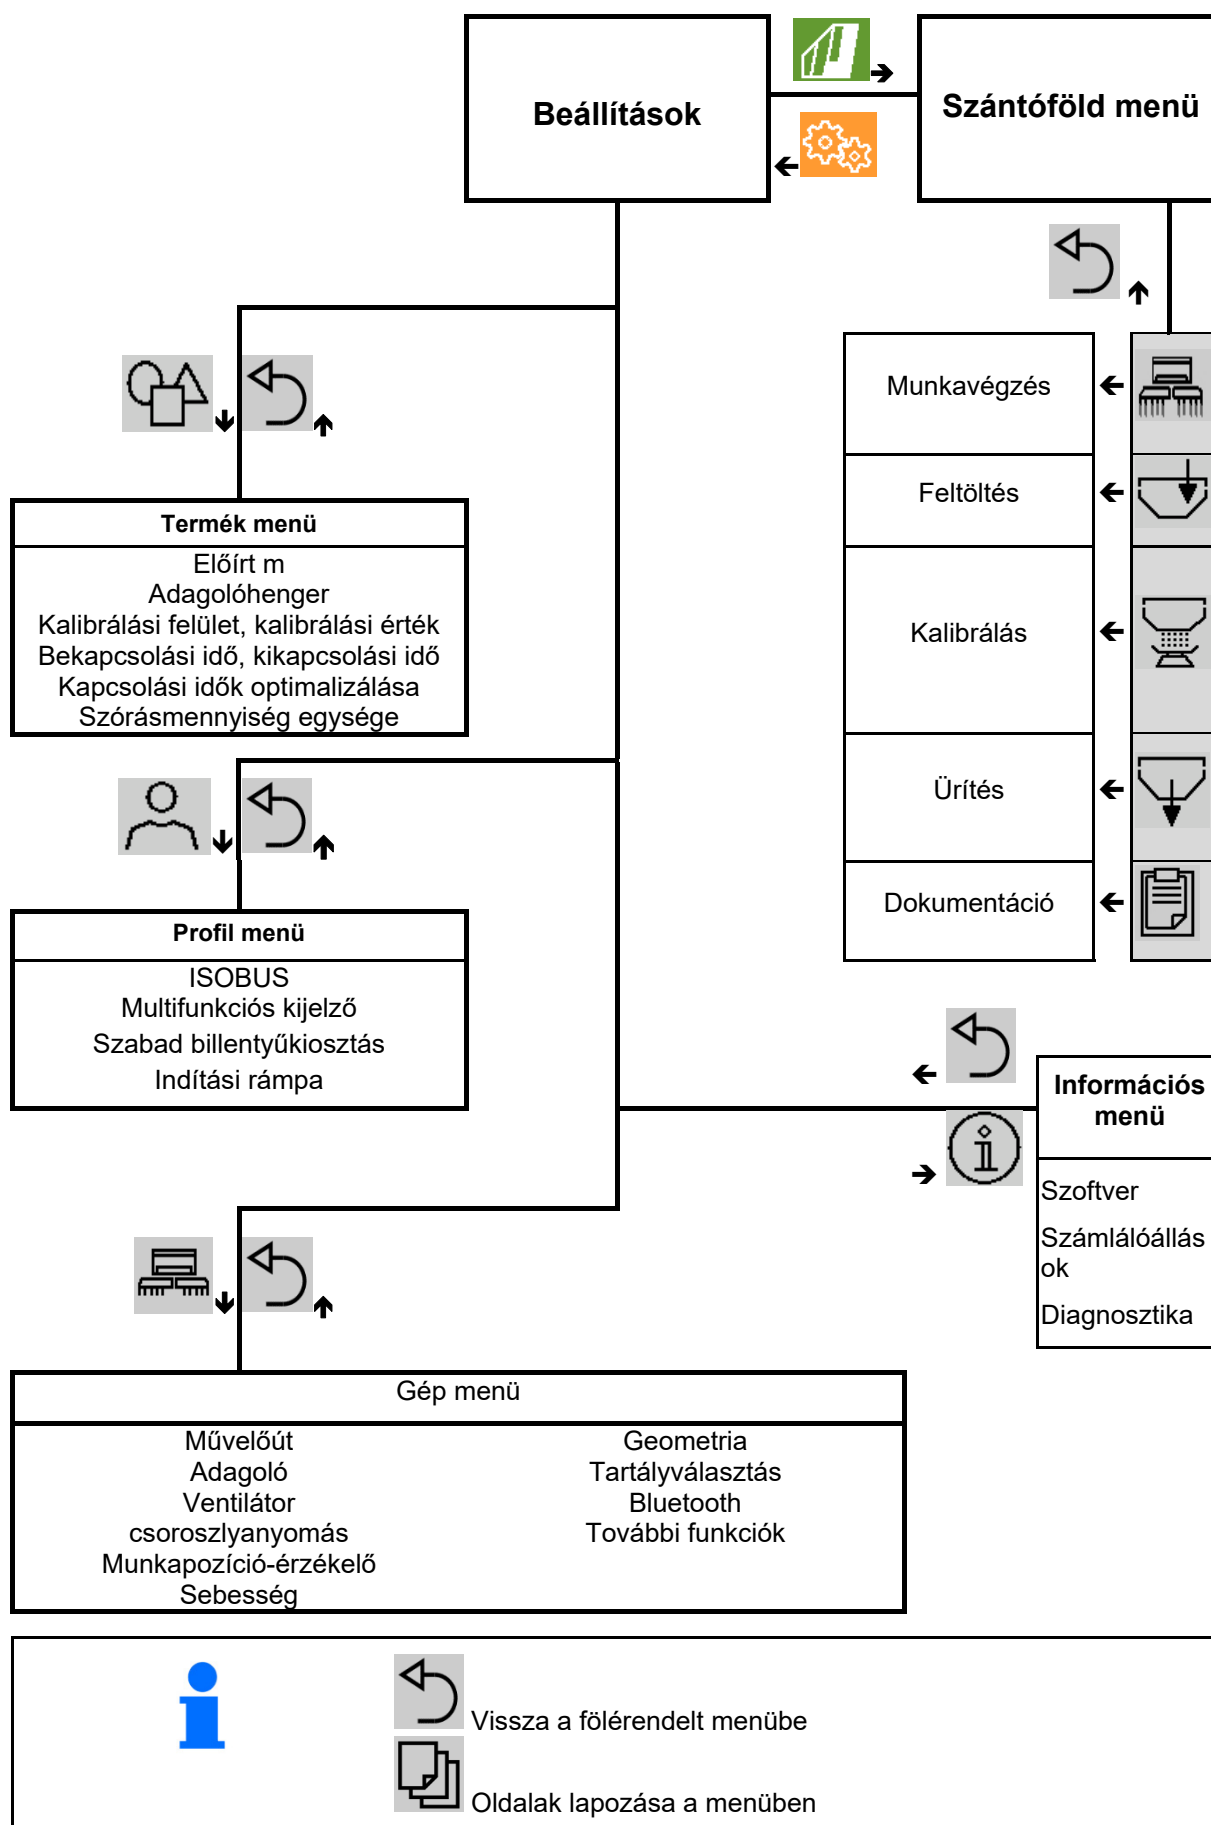 Beállítások
Szántóföld menü
Munkavégzés
Feltöltés
Kalibrálás
Ürítés
Dokumentáció
Termék menü
Előírt m
Adagolóhenger
Kalibrálási felület, kalibrálási érték
Bekapcsolási idő, kikapcsolási idő
Kapcsolási idők optimalizálása
Szórásmennyiség egysége
Profil menü
ISOBUS
Multifunkciós kijelző
Szabad billentyűkiosztás
Indítási rámpa
Információs
menü
Szoftver
Számlálóállás
ok
Diagnosztika
Gép menü
Művelőút
Adagoló
Ventilátor
csoroszlyanyomás
Munkapozíció-érzékelő
Sebesség
Geometria
Tartályválasztás
Bluetooth
További funkciók
Vissza a fölérendelt menübe
Oldalak lapozása a menüben